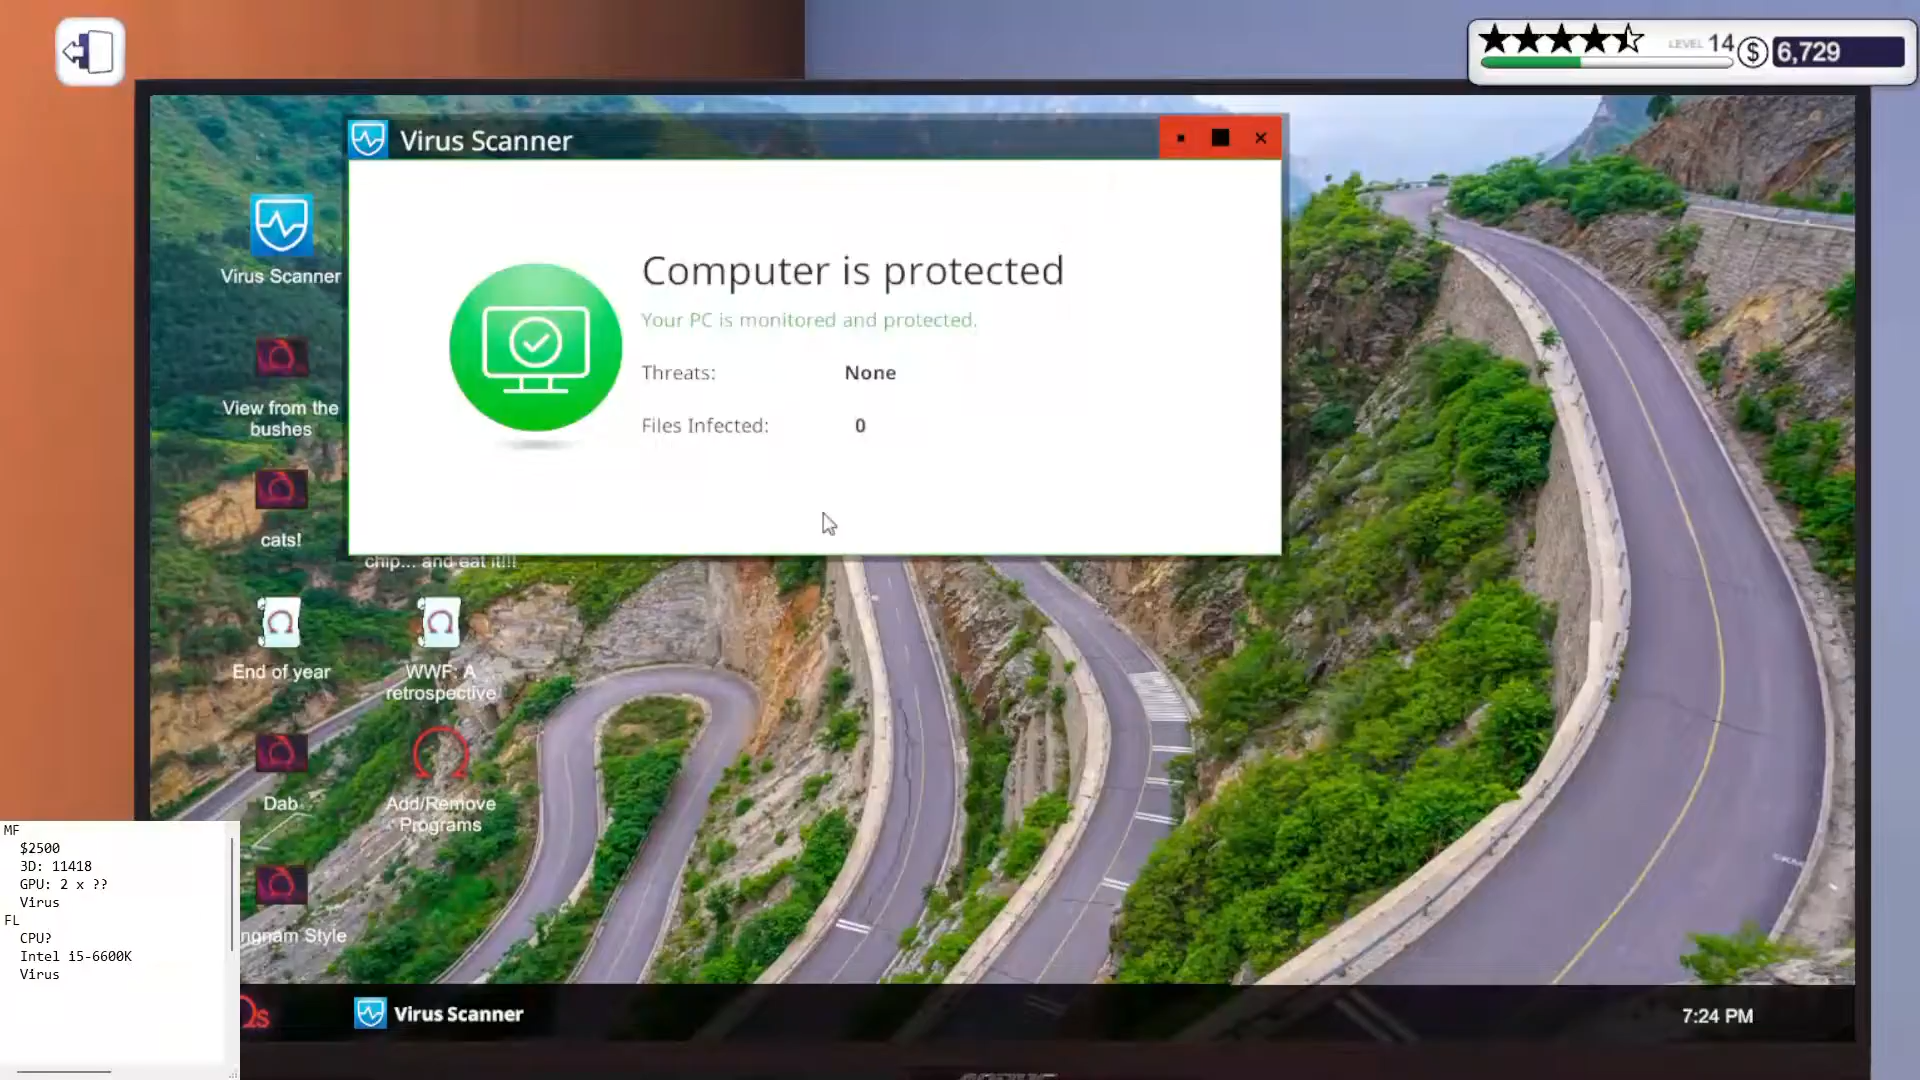 LEVEL 14
$ 6,729
Virus Scanner
Computer is protected
Your PC is monitored and protected.
Threats: None
Files Infected: 0
Virus Scanner
View from the
bushes
cats!
chip... and eat it!!!
End of year
WWF: A
retrospective
Dab
Add/Remove
Programs
ngnam Style
MF
$2500
3D: 11418
GPU: 2 x ??
Virus
FL
CPU?
Intel i5-6600K
Virus
Ωs
Virus Scanner
7:24 PM